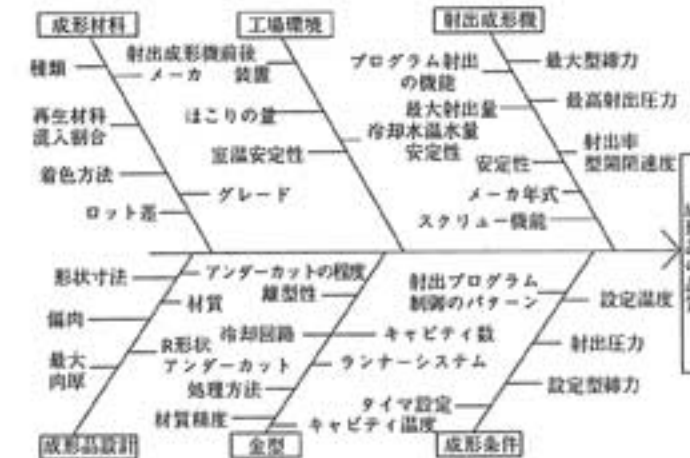 成形材料
工場環境
射出成形機
種類
メーカ
再生材料
混入割合
着色方法
グレード
ロット差
射出成形機前後
装置
ほこりの量
室温安定性
冷却水温水量
安定性
プログラム射出
の機能
最大射出量
安定性
メーカ年式
スクリュー機能
最大型締力
最高射出圧力
射出率
型開閉速度
形状寸法
偏肉
最大
肉厚
アンダーカットの程度
材質
R形状
離型性
冷却回路
アンダーカット
処理方法
材質精度
キャビティ数
ランナーシステム
キャビティ温度
射出プログラム
制御のパターン
タイマ設定
設定温度
射出圧力
設定型締力
成形品設計
金型
成形条件